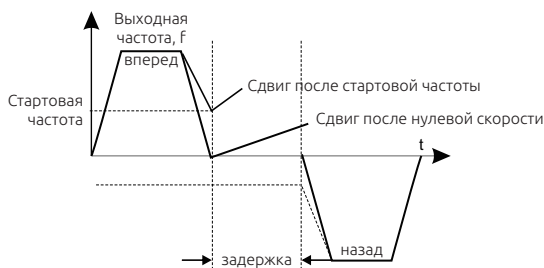 Выходная
частота, f
вперед
Сдвиг после стартовой частоты
Стартовая
частота
Сдвиг после нулевой скорости
t
назад
задержка